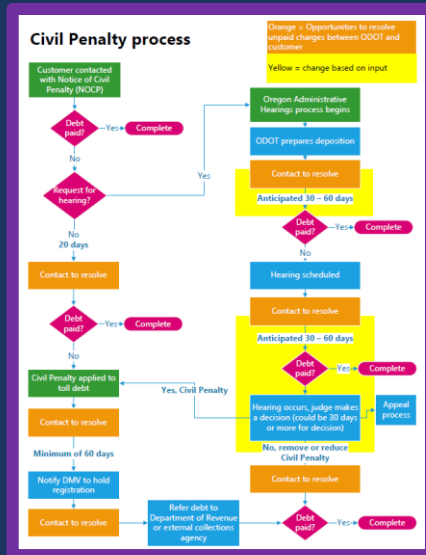 Civil Penalty process
Orange = Opportunities to resolve
unpaid charges between ODOT and
customer
Yellow = change based on input
Customer contacted
with Notice of Civil
Penalty (NOCP)
Debt
paid?
Yes
Complete
No
Request for
hearing?
Yes
No
20 days
Contact to resolve
Debt
paid?
Yes
Complete
No
Civil Penalty applied to
toll debt
Contact to resolve
Minimum of 60 days
Notify DMV to hold
registration
Contact to resolve
Refer debt to
Department of Revenue
or external collections
agency
Oregon Administrative
Hearings process begins
ODOT prepares deposition
Contact to resolve
Anticipated 30 – 60 days
Debt
paid?
Yes
Complete
No
Hearing scheduled
Contact to resolve
Anticipated 30 – 60 days
Debt
paid?
Yes
Complete
Yes, Civil Penalty
Hearing occurs, judge makes
a decision (could be 30 days
or more for decision)
Appeal
process
No, remove or reduce
Civil Penalty
Contact to resolve
Debt
paid?
Yes
Complete